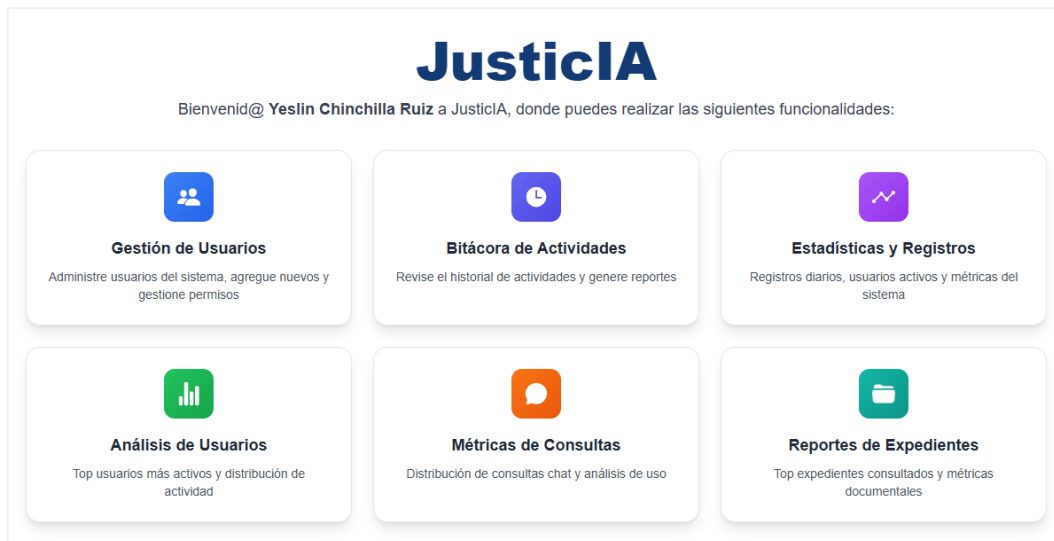 JusticIA
Bienvenid@ Yeslin Chinchilla Ruiz a JusticIA, donde puedes realizar las siguientes funcionalidades:
Gestión de Usuarios
Administre usuarios del sistema, agregue nuevos y
gestione permisos
Bitácora de Actividades
Revise el historial de actividades y genere reportes
Estadísticas y Registros
Registros diarios, usuarios activos y métricas del
sistema
Análisis de Usuarios
Top usuarios más activos y distribución de
actividad
Métricas de Consultas
Distribución de consultas chat y análisis de uso
Reportes de Expedientes
Top expedientes consultados y métricas
documentales